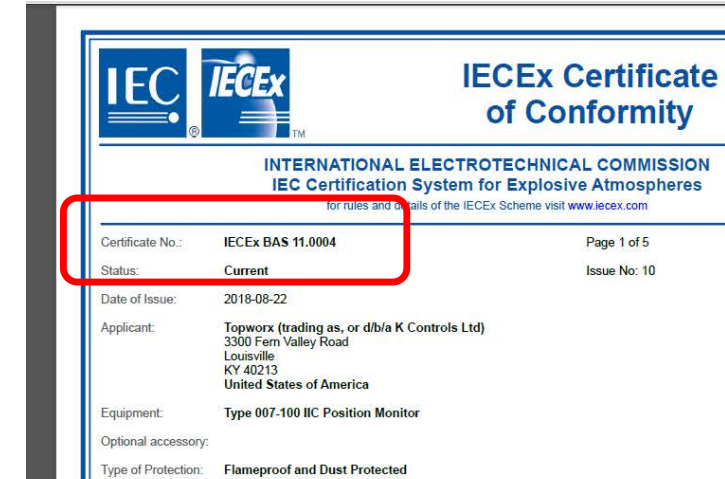 IEC ® IECEx TM
IECEx Certificate
of Conformity
INTERNATIONAL ELECTROTECHNICAL COMMISSION
IEC Certification System for Explosive Atmospheres
for rules and details of the IECEx Scheme visit www.iecex.com
Certificate No.: IECEx BAS 11.0004 Page 1 of 5
Status: Current Issue No: 10
Date of Issue: 2018-08-22
Applicant: Topworx (trading as, or d/b/a K Controls Ltd)
3300 Fern Valley Road
Louisville
KY 40213
United States of America
Equipment: Type 007-100 IIC Position Monitor
Optional accessory:
Type of Protection: Flameproof and Dust Protected